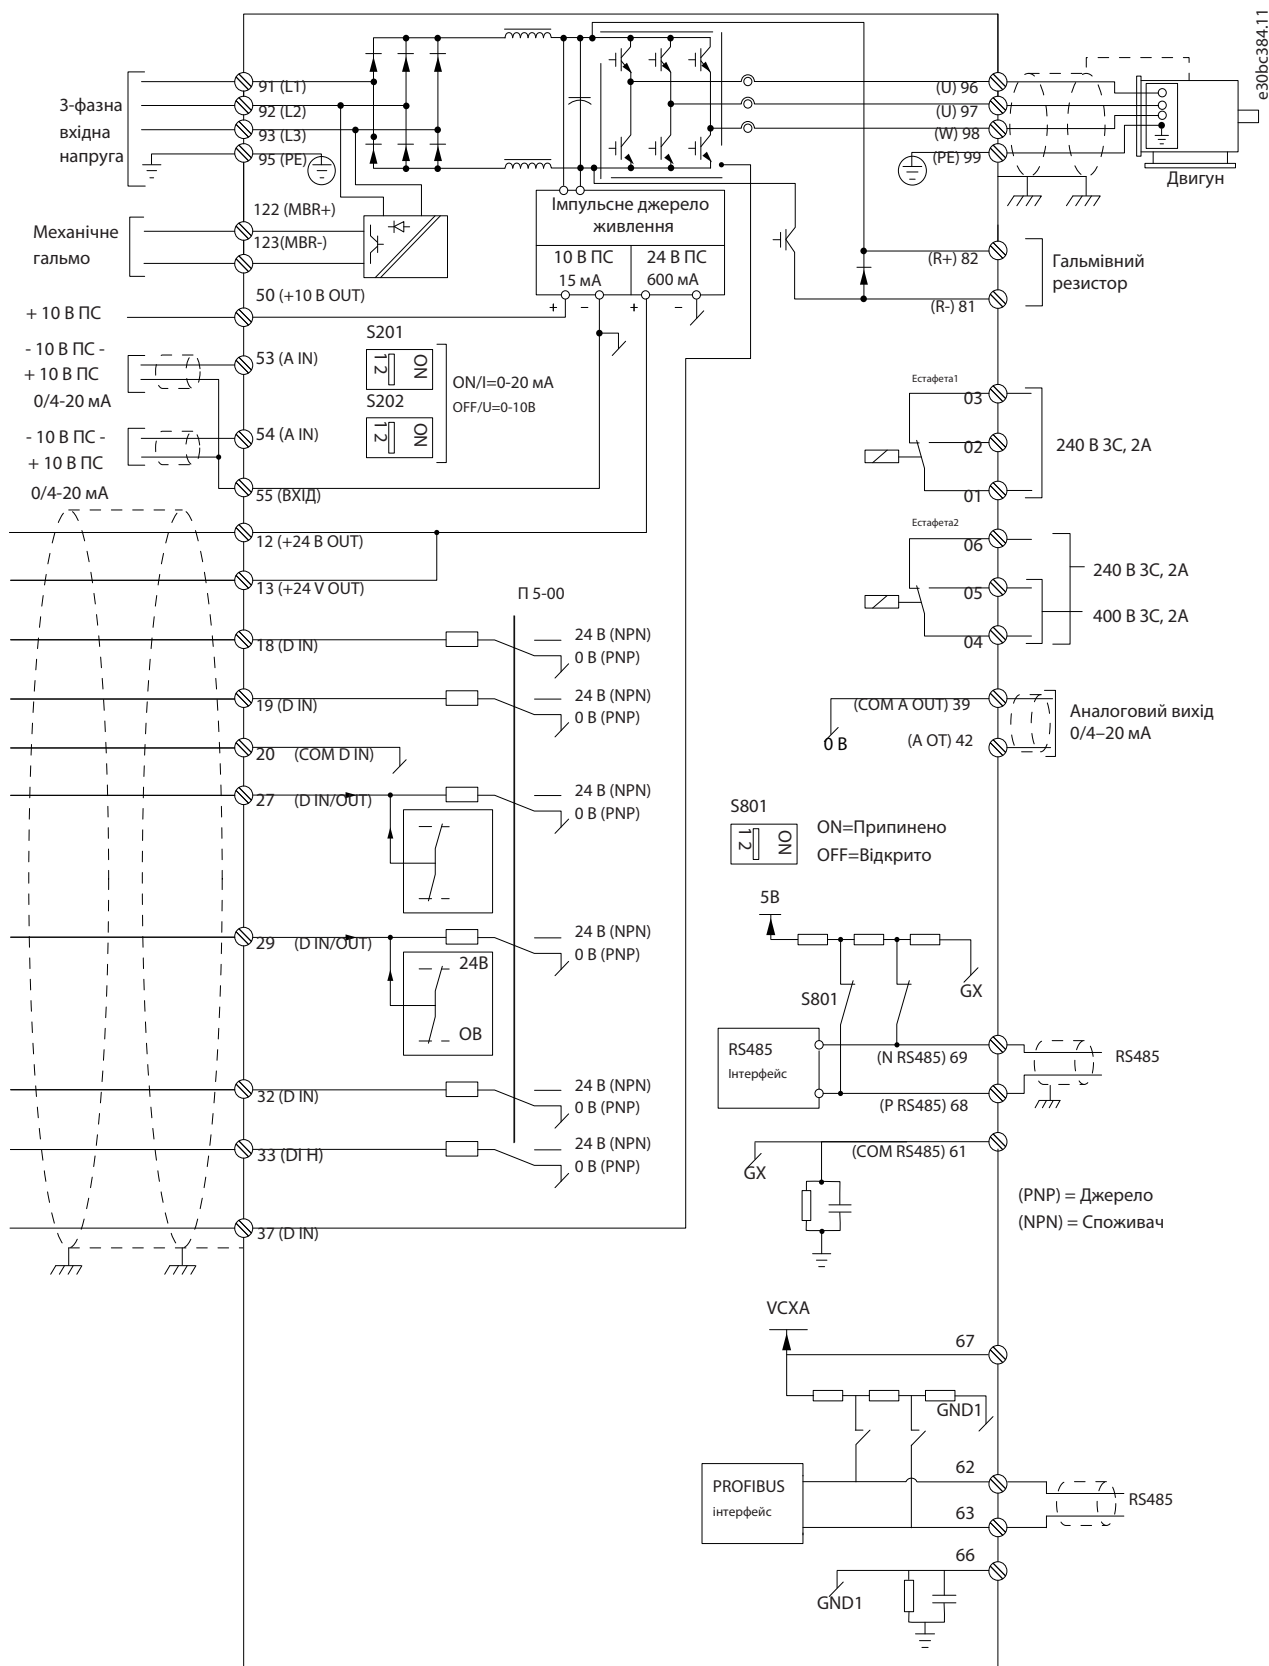 e30bc384.11
3-фазна
вхідна
напруга
91 (L1)
92 (L2)
93 (L3)
95 (PE)
(U) 96
(U) 97
(W) 98
(PE) 99
Двигун
Механічне
гальмо
122 (MBR+)
123(MBR-)
Імпульсне джерело
живлення
10 В ПС
15 мА
24 В ПС
600 мА
+
–
+
–
(R+) 82
(R-) 81
Гальмівний
резистор
50 (+10 В OUT)
+ 10 В ПС
- 10 В ПС -
+ 10 В ПС
0/4-20 мА
53 (A IN)
- 10 В ПС -
+ 10 В ПС
0/4-20 мА
54 (A IN)
55 (ВХІД)
S201
1 2
ON
S202
1 2
ON
ON/I=0-20 мА
OFF/U=0-10В
Естафета1
03
02
01
240 В ЗС, 2А
Естафета2
06
05
04
240 В ЗС, 2А
400 В ЗС, 2А
12 (+24 В OUT)
13 (+24 V OUT)
П 5-00
18 (D IN)
24 В (NPN)
0 В (PNP)
19 (D IN)
24 В (NPN)
0 В (PNP)
20 (COM D IN)
27 (D IN/OUT)
24 В (NPN)
0 В (PNP)
29 (D IN/OUT)
24В
ОВ
24 В (NPN)
0 В (PNP)
32 (D IN)
24 В (NPN)
0 В (PNP)
33 (DI H)
24 В (NPN)
0 В (PNP)
37 (D IN)
(COM A OUT) 39
0 В
(A OT) 42
Аналоговий вихід
0/4–20 мА
S801
1 2
ON
ON=Припинено
OFF=Відкрито
5В
GX
S801
RS485
Інтерфейс
(N RS485) 69
(P RS485) 68
RS485
(COM RS485) 61
GX
(PNP) = Джерело
(NPN) = Споживач
VCXA
67
GND1
PROFIBUS
інтерфейс
62
63
RS485
66
GND1